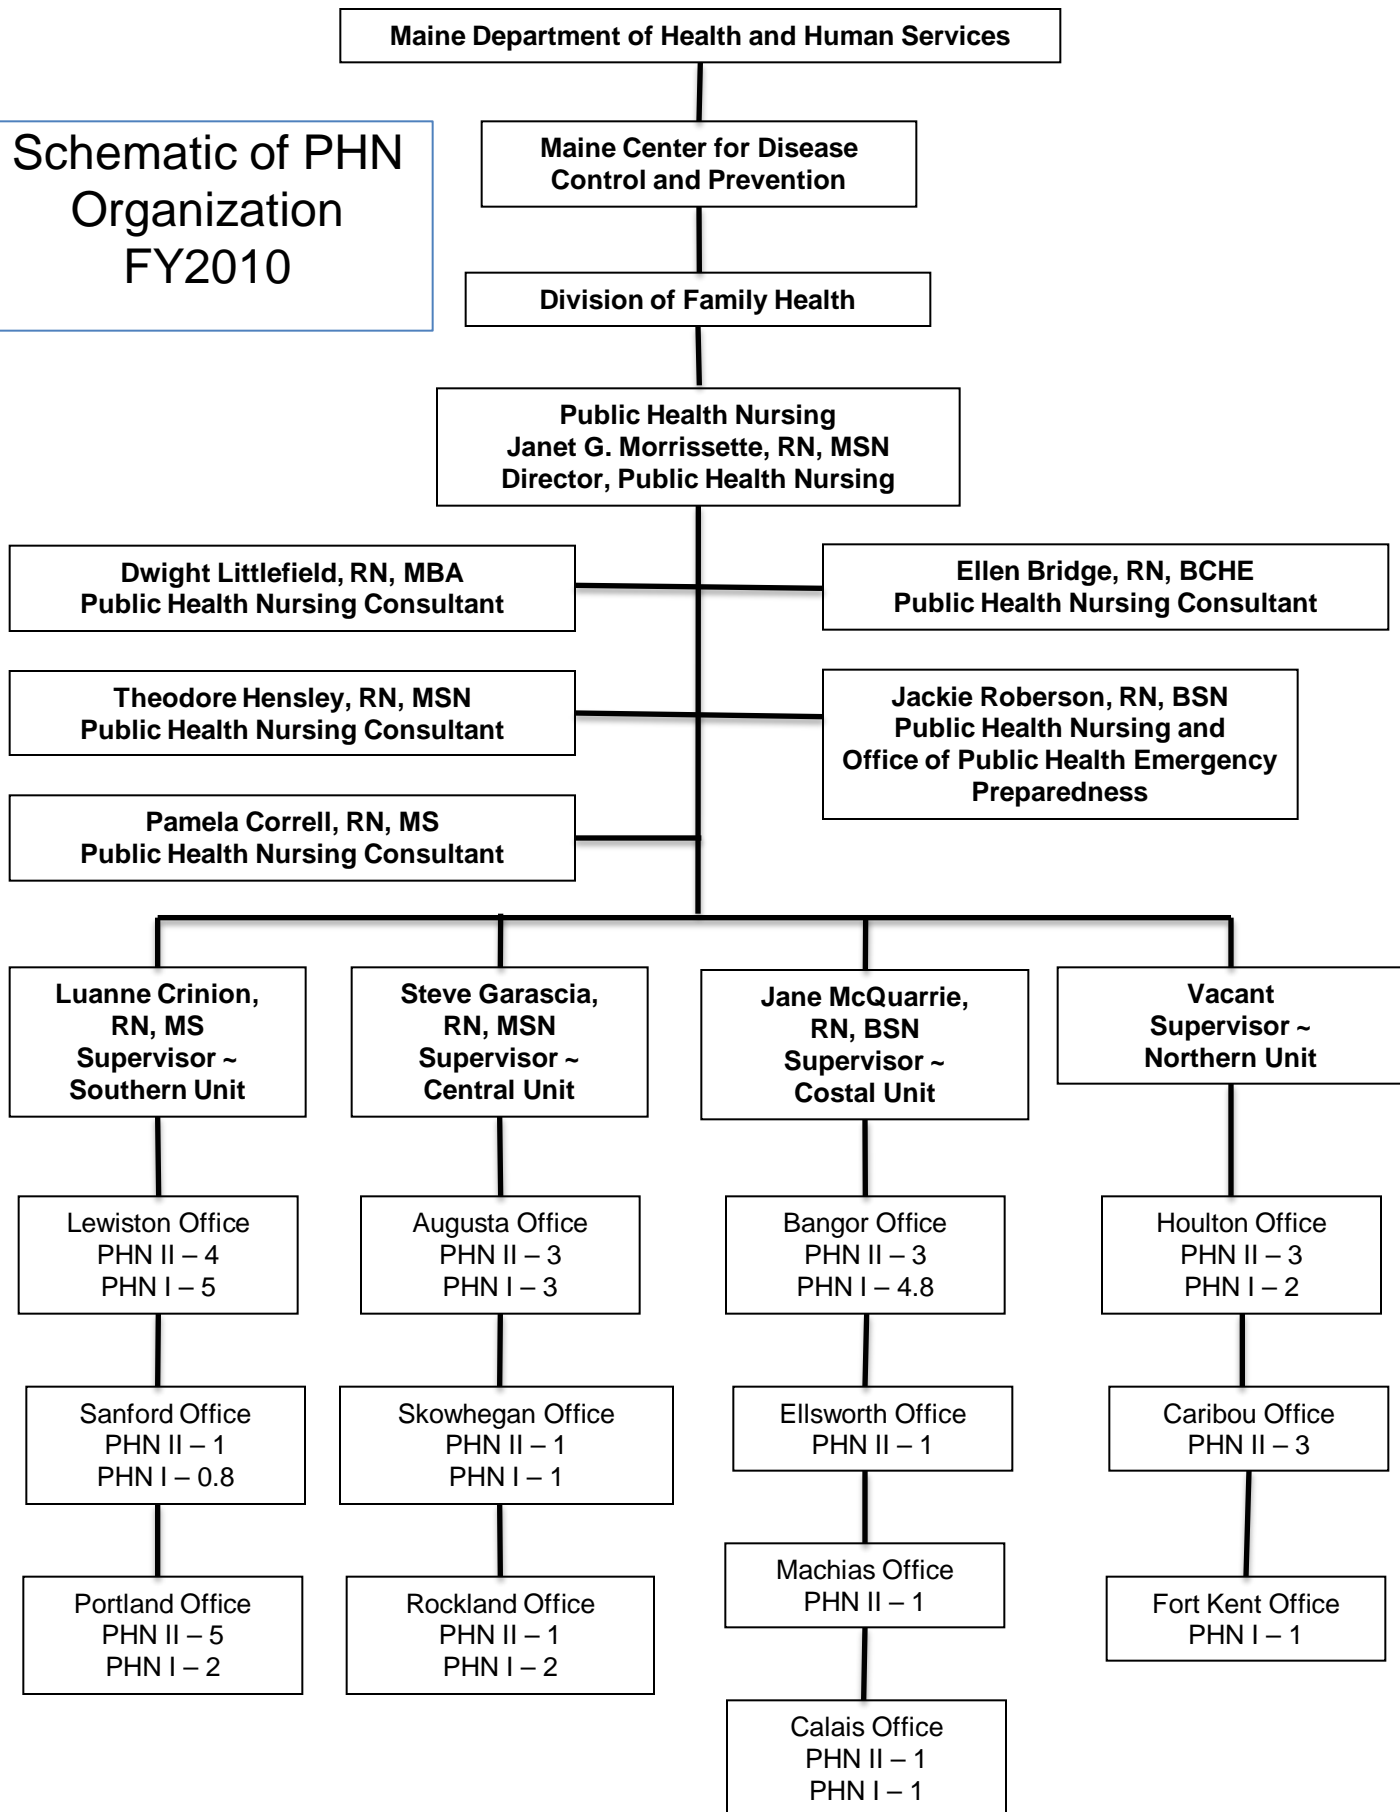 Maine Department of Health and Human Services
Schematic of PHN
Organization
FY2010
Maine Center for Disease
Control and Prevention
Division of Family Health
Public Health Nursing
Janet G. Morrissette, RN, MSN
Director, Public Health Nursing
Dwight Littlefield, RN, MBA
Public Health Nursing Consultant
Ellen Bridge, RN, BCHE
Public Health Nursing Consultant
Theodore Hensley, RN, MSN
Public Health Nursing Consultant
Jackie Roberson, RN, BSN
Public Health Nursing and
Office of Public Health Emergency
Preparedness
Pamela Correll, RN, MS
Public Health Nursing Consultant
Luanne Crinion,
RN, MS
Supervisor ~
Southern Unit
Steve Garascia,
RN, MSN
Supervisor ~
Central Unit
Jane McQuarrie,
RN, BSN
Supervisor ~
Costal Unit
Vacant
Supervisor ~
Northern Unit
Lewiston Office
PHN II – 4
PHN I – 5
Augusta Office
PHN II – 3
PHN I – 3
Bangor Office
PHN II – 3
PHN I – 4.8
Houlton Office
PHN II – 3
PHN I – 2
Sanford Office
PHN II – 1
PHN I – 0.8
Skowhegan Office
PHN II – 1
PHN I – 1
Ellsworth Office
PHN II – 1
Caribou Office
PHN II – 3
Machias Office
PHN II – 1
Portland Office
PHN II – 5
PHN I – 2
Rockland Office
PHN II – 1
PHN I – 2
Fort Kent Office
PHN I – 1
Calais Office
PHN II – 1
PHN I – 1